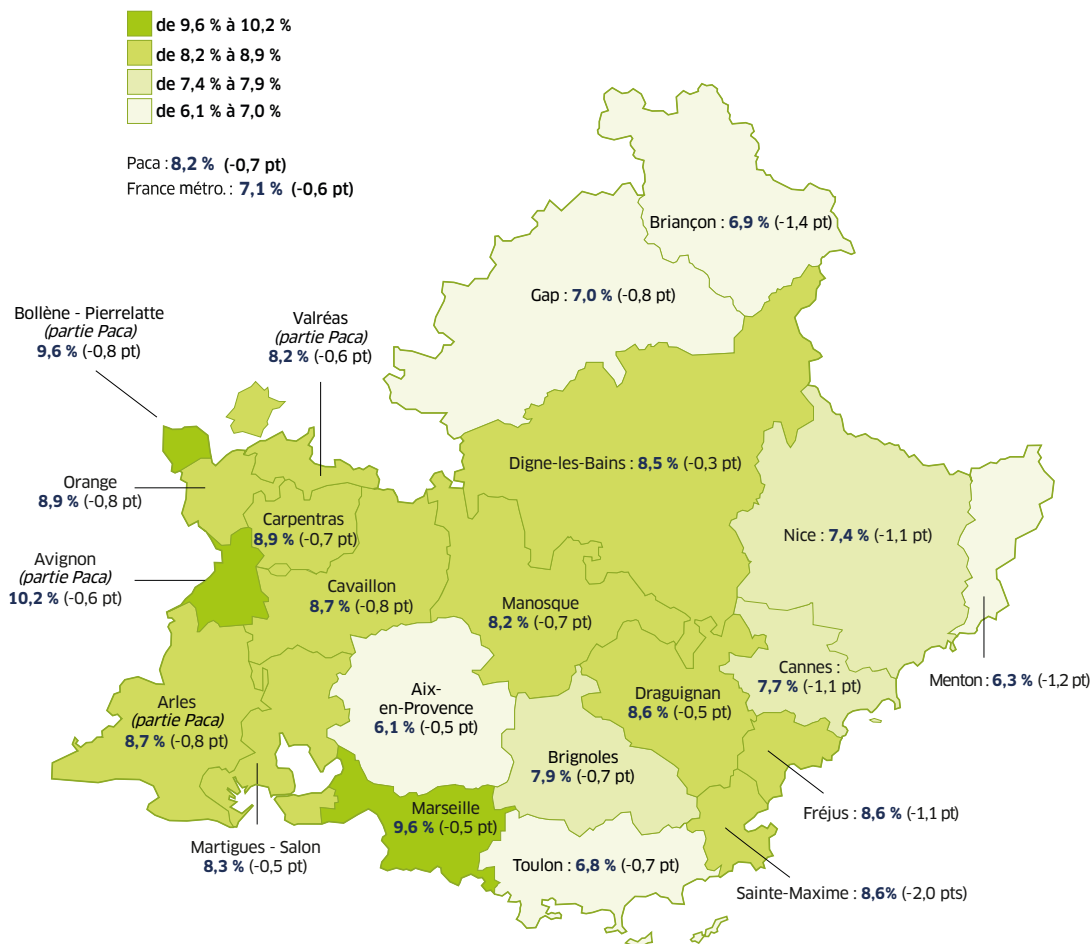 de 9,6 % à 10,2 %
de 8,2 % à 8,9 %
de 7,4 % à 7,9 %
de 6,1 % à 7,0 %
Paca : 8,2 % (-0,7 pt)
France métro. : 7,1 % (-0,6 pt)
Briançon : 6,9 % (-1,4 pt)
Gap : 7,0 % (-0,8 pt)
Bollène - Pierrelatte
(partie Paca)
9,6 % (-0,8 pt)
Valréas
(partie Paca)
8,2 % (-0,6 pt)
Digne-les-Bains : 8,5 % (-0,3 pt)
Orange
8,9 % (-0,8 pt)
Carpentras
8,9 % (-0,7 pt)
Nice : 7,4 % (-1,1 pt)
Avignon
(partie Paca)
10,2 % (-0,6 pt)
Cavaillon
8,7 % (-0,8 pt)
Manosque
8,2 % (-0,7 pt)
Cannes :
7,7 % (-1,1 pt)
Menton : 6,3 % (-1,2 pt)
Arles
(partie Paca)
8,7 % (-0,8 pt)
Aix-
en-Provence
6,1 % (-0,5 pt)
Draguignan
8,6 % (-0,5 pt)
Brignoles
7,9 % (-0,7 pt)
Marseille
9,6 % (-0,5 pt)
Fréjus : 8,6 % (-1,1 pt)
Martigues - Salon
8,3 % (-0,5 pt)
Toulon : 6,8 % (-0,7 pt)
Sainte-Maxime : 8,6% (-2,0 pts)